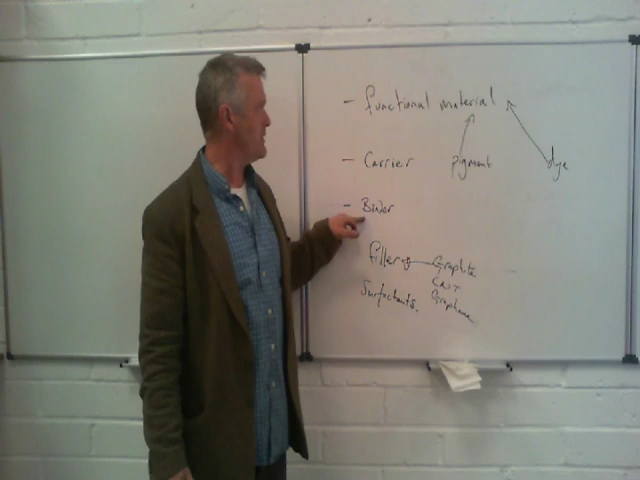 - functional material
- Carrier pigment dye
- Binder
fillers Graphite
CNT
Surfactants. Graphene